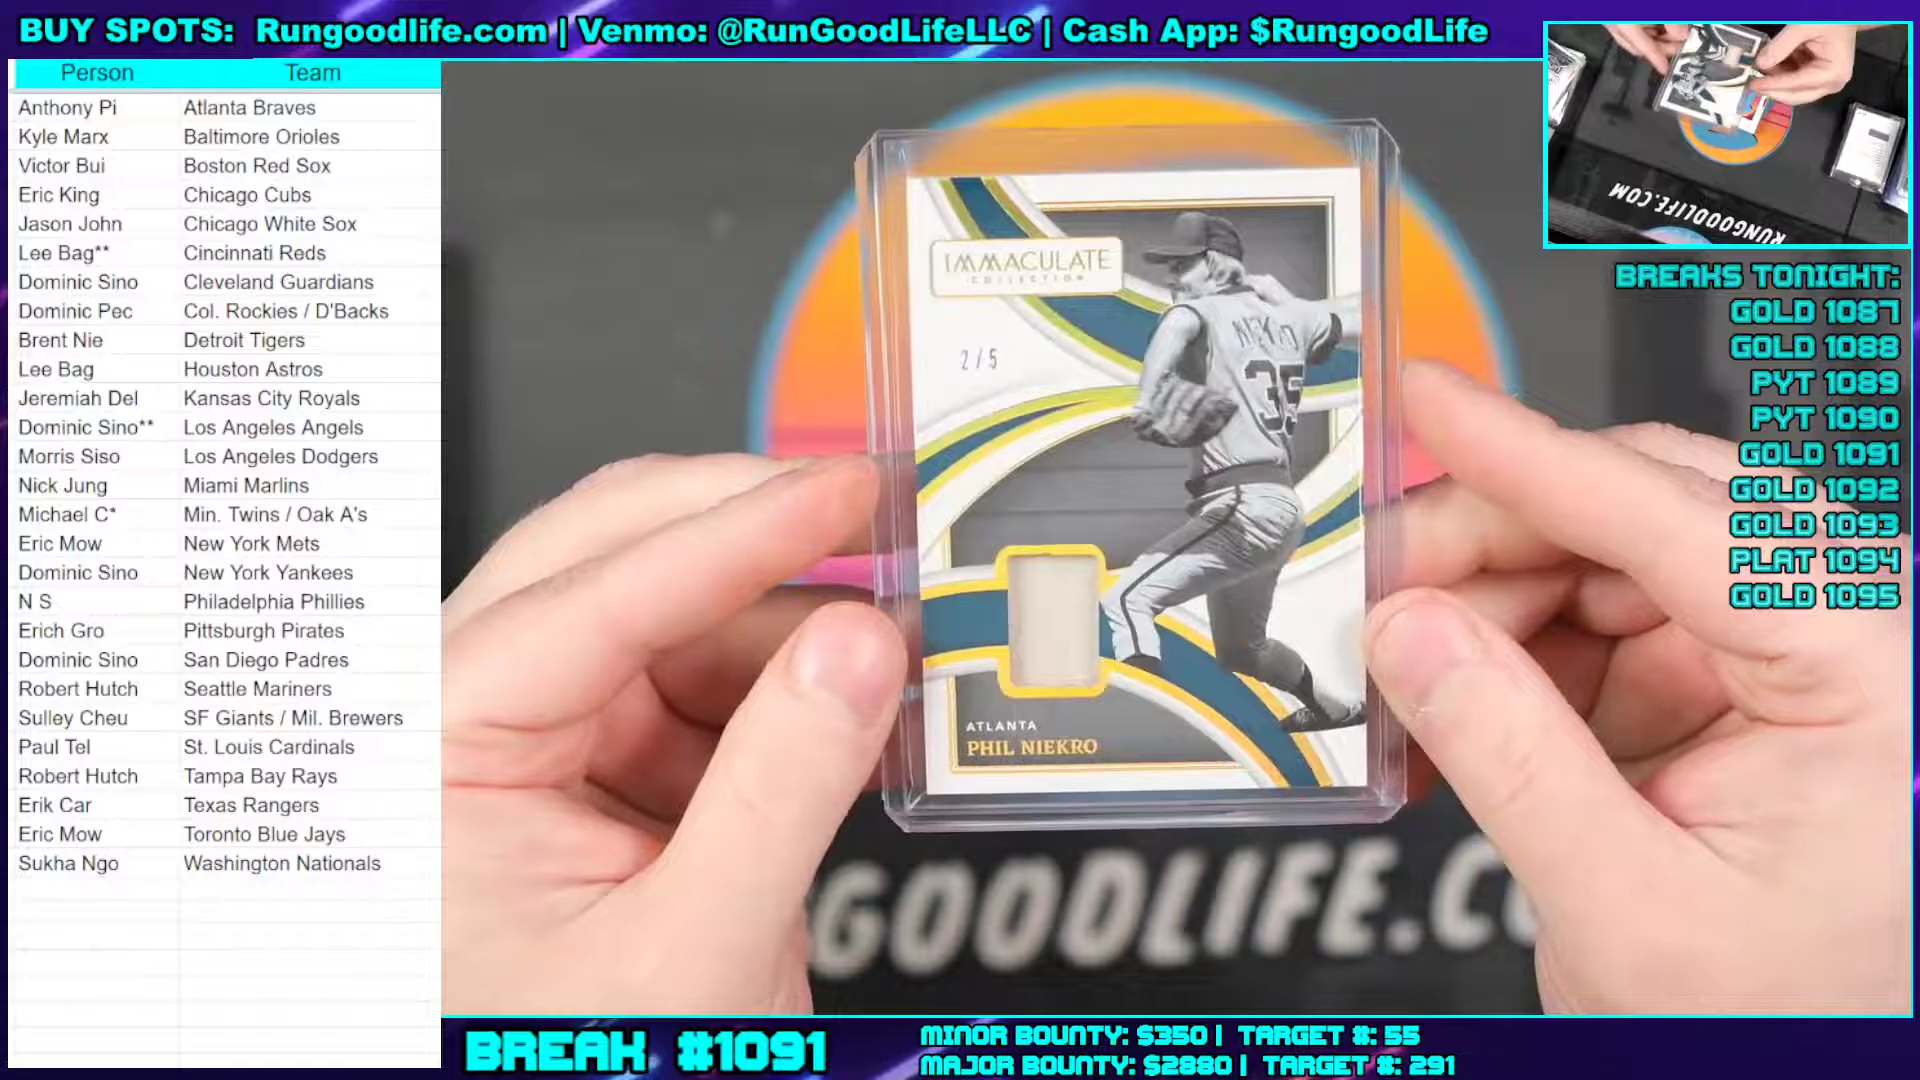 BUY SPOTS: Rungoodlife.com | Venmo: @RunGoodLifeLLC | Cash App: $RungoodLife
Person Team
Anthony Pi Atlanta Braves
Kyle Marx Baltimore Orioles
Victor Bui Boston Red Sox
Eric King Chicago Cubs
Jason John Chicago White Sox
Lee Bag** Cincinnati Reds
Dominic Sino Cleveland Guardians
Dominic Pec Col. Rockies / D'Backs
Brent Nie Detroit Tigers
Lee Bag Houston Astros
Jeremiah Del Kansas City Royals
Dominic Sino** Los Angeles Angels
Morris Siso Los Angeles Dodgers
Nick Jung Miami Marlins
Michael C* Min. Twins / Oak A's
Eric Mow New York Mets
Dominic Sino New York Yankees
N S Philadelphia Phillies
Erich Gro Pittsburgh Pirates
Dominic Sino San Diego Padres
Robert Hutch Seattle Mariners
Sulley Cheu SF Giants / Mil. Brewers
Paul Tel St. Louis Cardinals
Robert Hutch Tampa Bay Rays
Erik Car Texas Rangers
Eric Mow Toronto Blue Jays
Sukha Ngo Washington Nationals
IMMACULATE
COLLECTION
2/5
NIEKRO
35
ATLANTA
PHIL NIEKRO
GOODLIFE.CO
RUNGOODLIFE.COM
BREAKS TONIGHT:
GOLD 1087
GOLD 1088
PYT 1089
PYT 1090
GOLD 1091
GOLD 1092
GOLD 1093
PLAT 1094
GOLD 1095
BREAK #1091
MINOR BOUNTY: $350 | TARGET #: 55
MAJOR BOUNTY: $2880 | TARGET #: 291